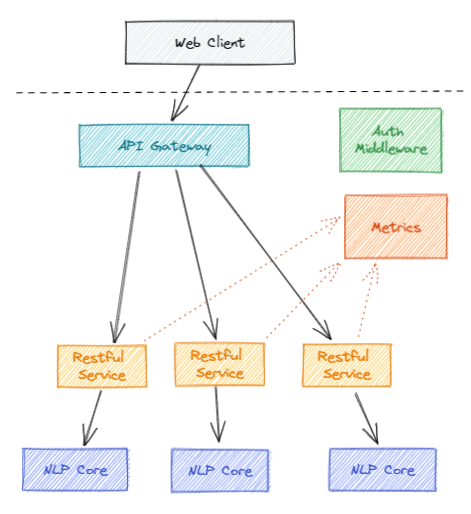 Web Client
API Gateway
Auth
Middleware
Metrics
Restful
Service
Restful
Service
Restful
Service
NLP Core
NLP Core
NLP Core